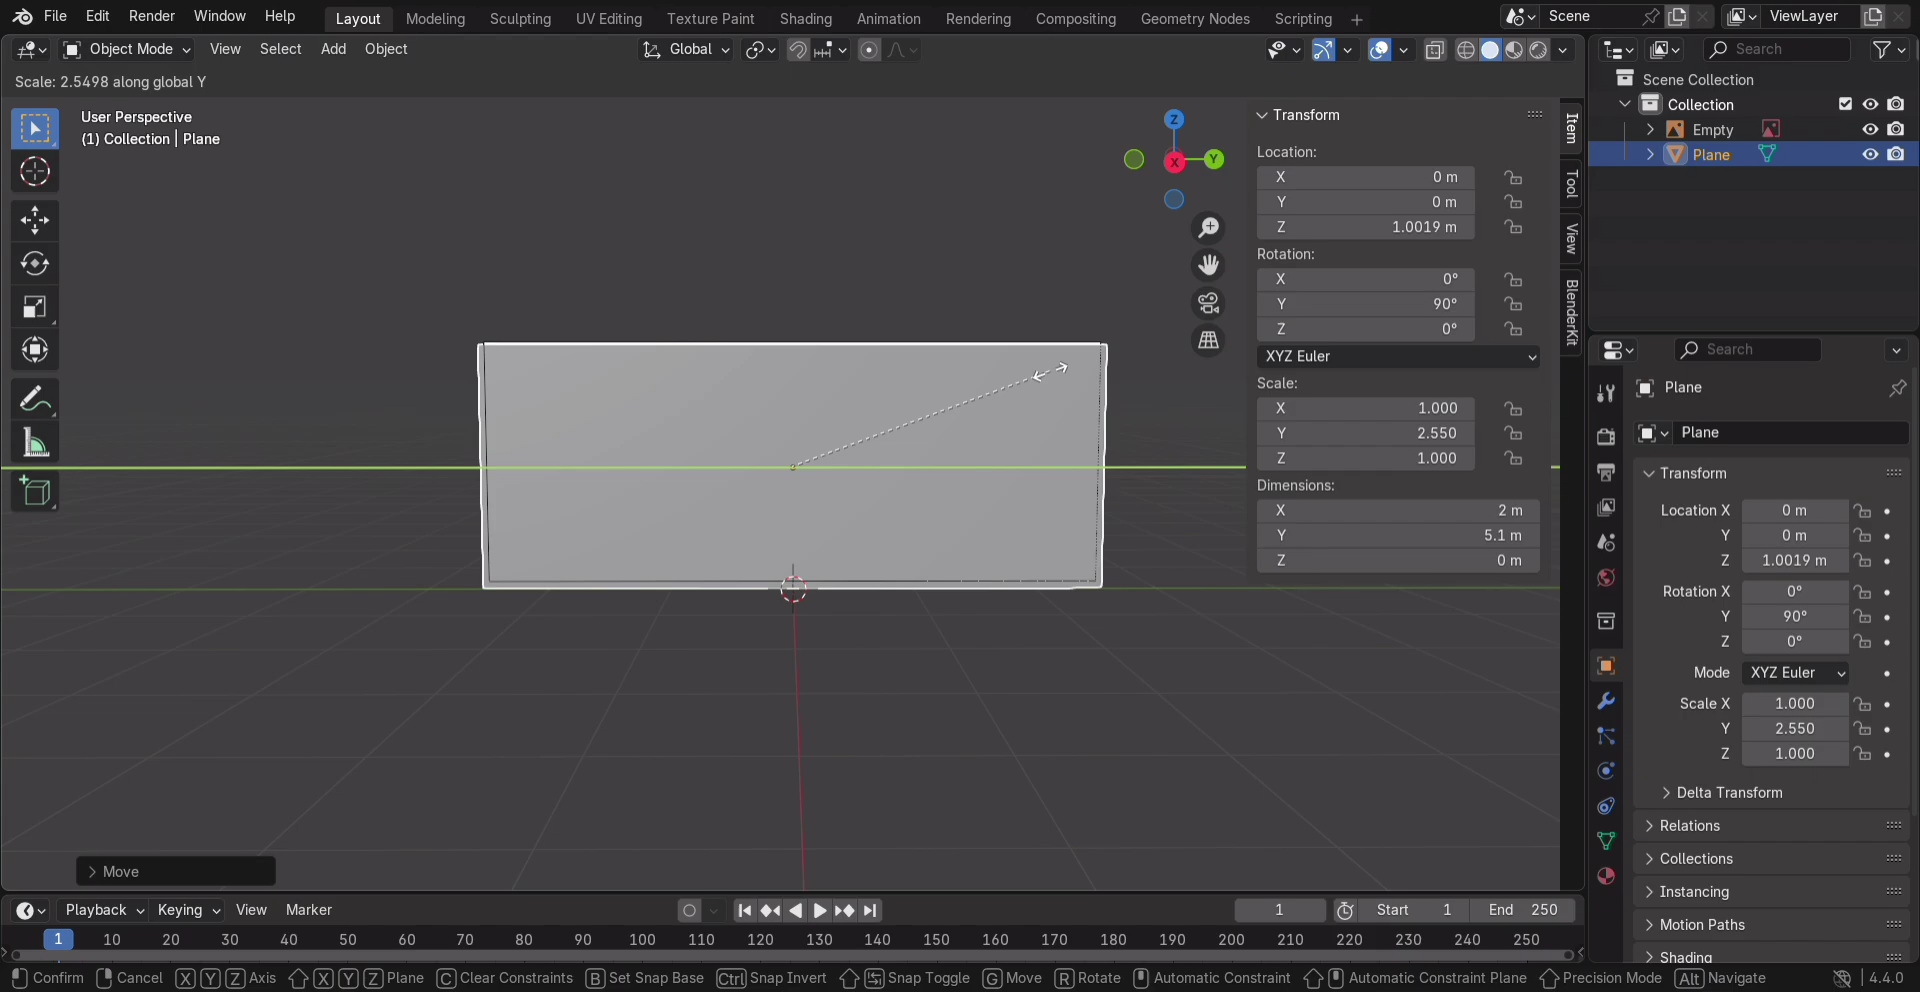 File Edit Render Window Help Layout Modeling Sculpting UV Editing Texture Paint Shading Animation Rendering Compositing Geometry Nodes Scripting + Scene ViewLayer
Object Mode View Select Add Object Global Search
Scale: 2.5498 along global Y
User Perspective
(1) Collection | Plane
Z
Y
X
Transform
Location:
X 0 m
Y 0 m
Z 1.0019 m
Rotation:
X 0°
Y 90°
Z 0°
XYZ Euler
Scale:
X 1.000
Y 2.550
Z 1.000
Dimensions:
X 2 m
Y 5.1 m
Z 0 m
Item
Tool
View
BlenderKit
Scene Collection
Collection
Empty
Plane
Search
Plane
Plane
Transform
Location X 0 m
Y 0 m
Z 1.0019 m
Rotation X 0°
Y 90°
Z 0°
Mode XYZ Euler
Scale X 1.000
Y 2.550
Z 1.000
Delta Transform
Relations
Collections
Instancing
Motion Paths
Shading
Move
Playback Keying View Marker 1 Start 1 End 250
1 10 20 30 40 50 60 70 80 90 100 110 120 130 140 150 160 170 180 190 200 210 220 230 240 250
Confirm Cancel X Y Z Axis X Y Z Plane C Clear Constraints B Set Snap Base Ctrl Snap Invert Snap Toggle G Move R Rotate Automatic Constraint Automatic Constraint Plane Precision Mode Alt Navigate 4.4.0